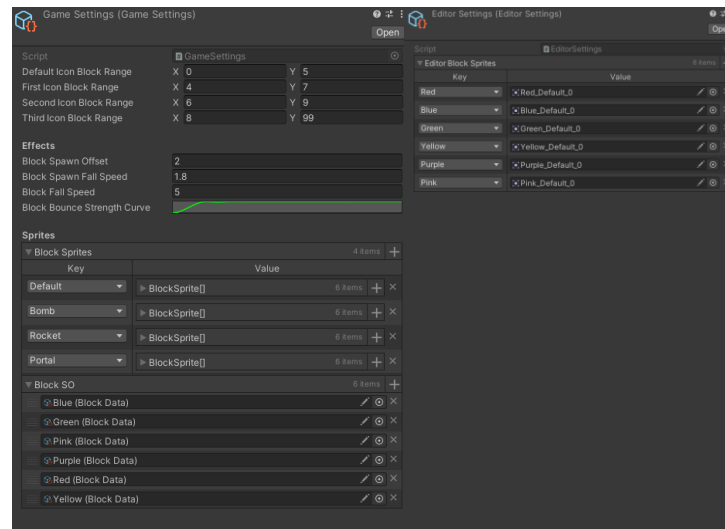 Game Settings (Game Settings)
Open
Script GameSettings
Default Icon Block Range X 0 Y 5
First Icon Block Range X 4 Y 7
Second Icon Block Range X 6 Y 9
Third Icon Block Range X 8 Y 99
Effects
Block Spawn Offset 2
Block Spawn Fall Speed 1.8
Block Fall Speed 5
Block Bounce Strength Curve
Sprites
Block Sprites 4 items
Key Value
Default BlockSprite[] 6 items
Bomb BlockSprite[] 6 items
Rocket BlockSprite[] 6 items
Portal BlockSprite[] 6 items
Block SO 6 items
Blue (Block Data)
Green (Block Data)
Pink (Block Data)
Purple (Block Data)
Red (Block Data)
Yellow (Block Data)
Editor Settings (Editor Settings)
Ope
Script EditorSettings
Editor Block Sprites 6 items
Key Value
Red Red_Default_0
Blue Blue_Default_0
Green Green_Default_0
Yellow Yellow_Default_0
Purple Purple_Default_0
Pink Pink_Default_0